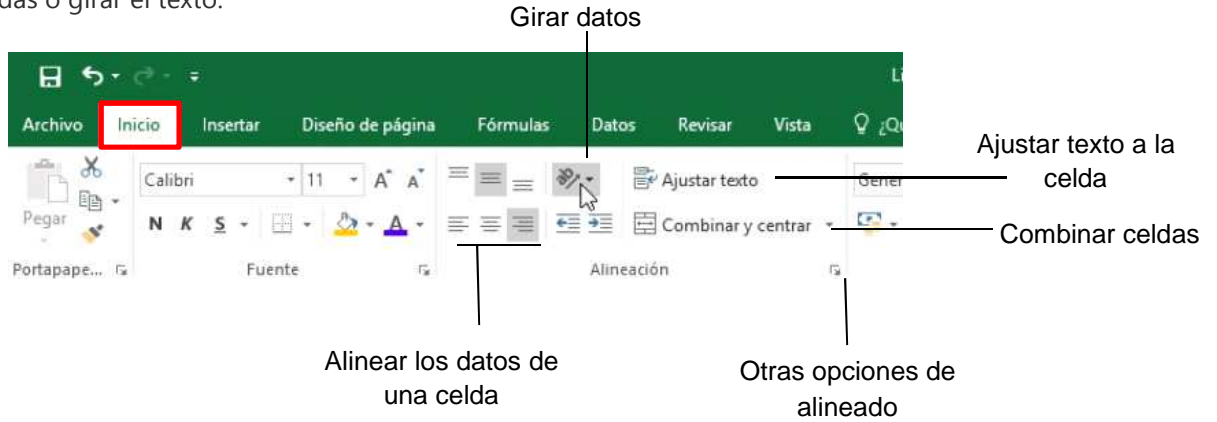 das o girar el texto.
Girar datos
Archivo Inicio Insertar Diseño de página Fórmulas Datos Revisar Vista
Ajustar texto a la
celda
Calibri 11 A A Ajustar texto
Pegar N K S A Combinar y centrar
Combinar celdas
Portapape... Fuente Alineación
Alinear los datos de
una celda
Otras opciones de
alineado